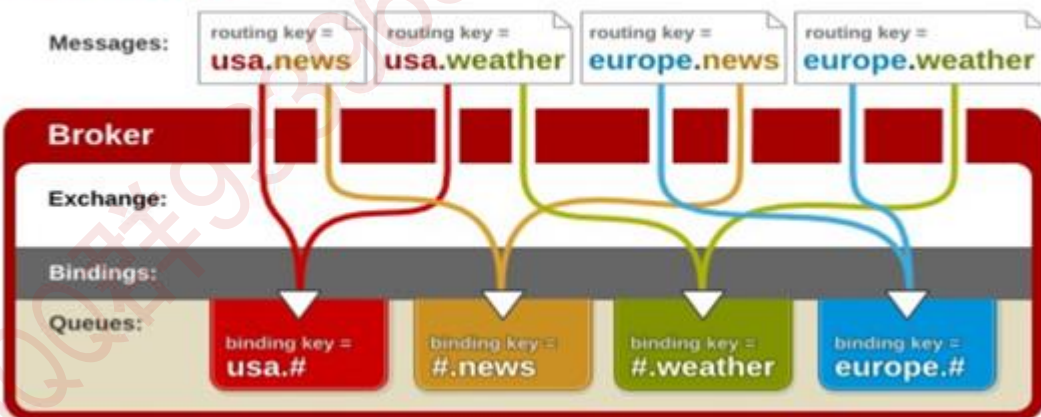 Messages:
routing key =
usa.news
routing key =
usa.weather
routing key =
europe.news
routing key =
europe.weather
Broker
Exchange:
Bindings:
Queues:
binding key =
usa.#
binding key =
#.news
binding key =
#.weather
binding key =
europe.#